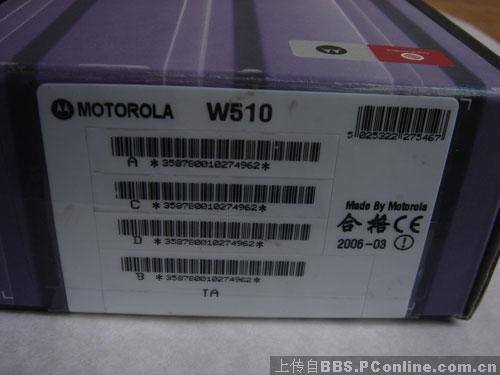 MOTOROLA W510
5 025322 275467
A *358780010274962*
C *358780010274962*
D *358780010274962*
B *358780010274962*
TA
Made By Motorola
合格 CE
2006-03
上传自BBS.PConline.com.cn